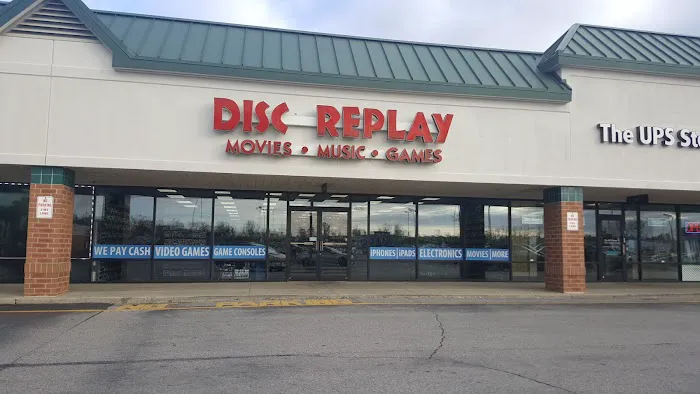 DISC REPLAY
MOVIES • MUSIC • GAMES
The UPS St
WE PAY CASH VIDEO GAMES GAME CONSOLES
IPHONES | IPADS ELECTRONICS MOVIES | MORE